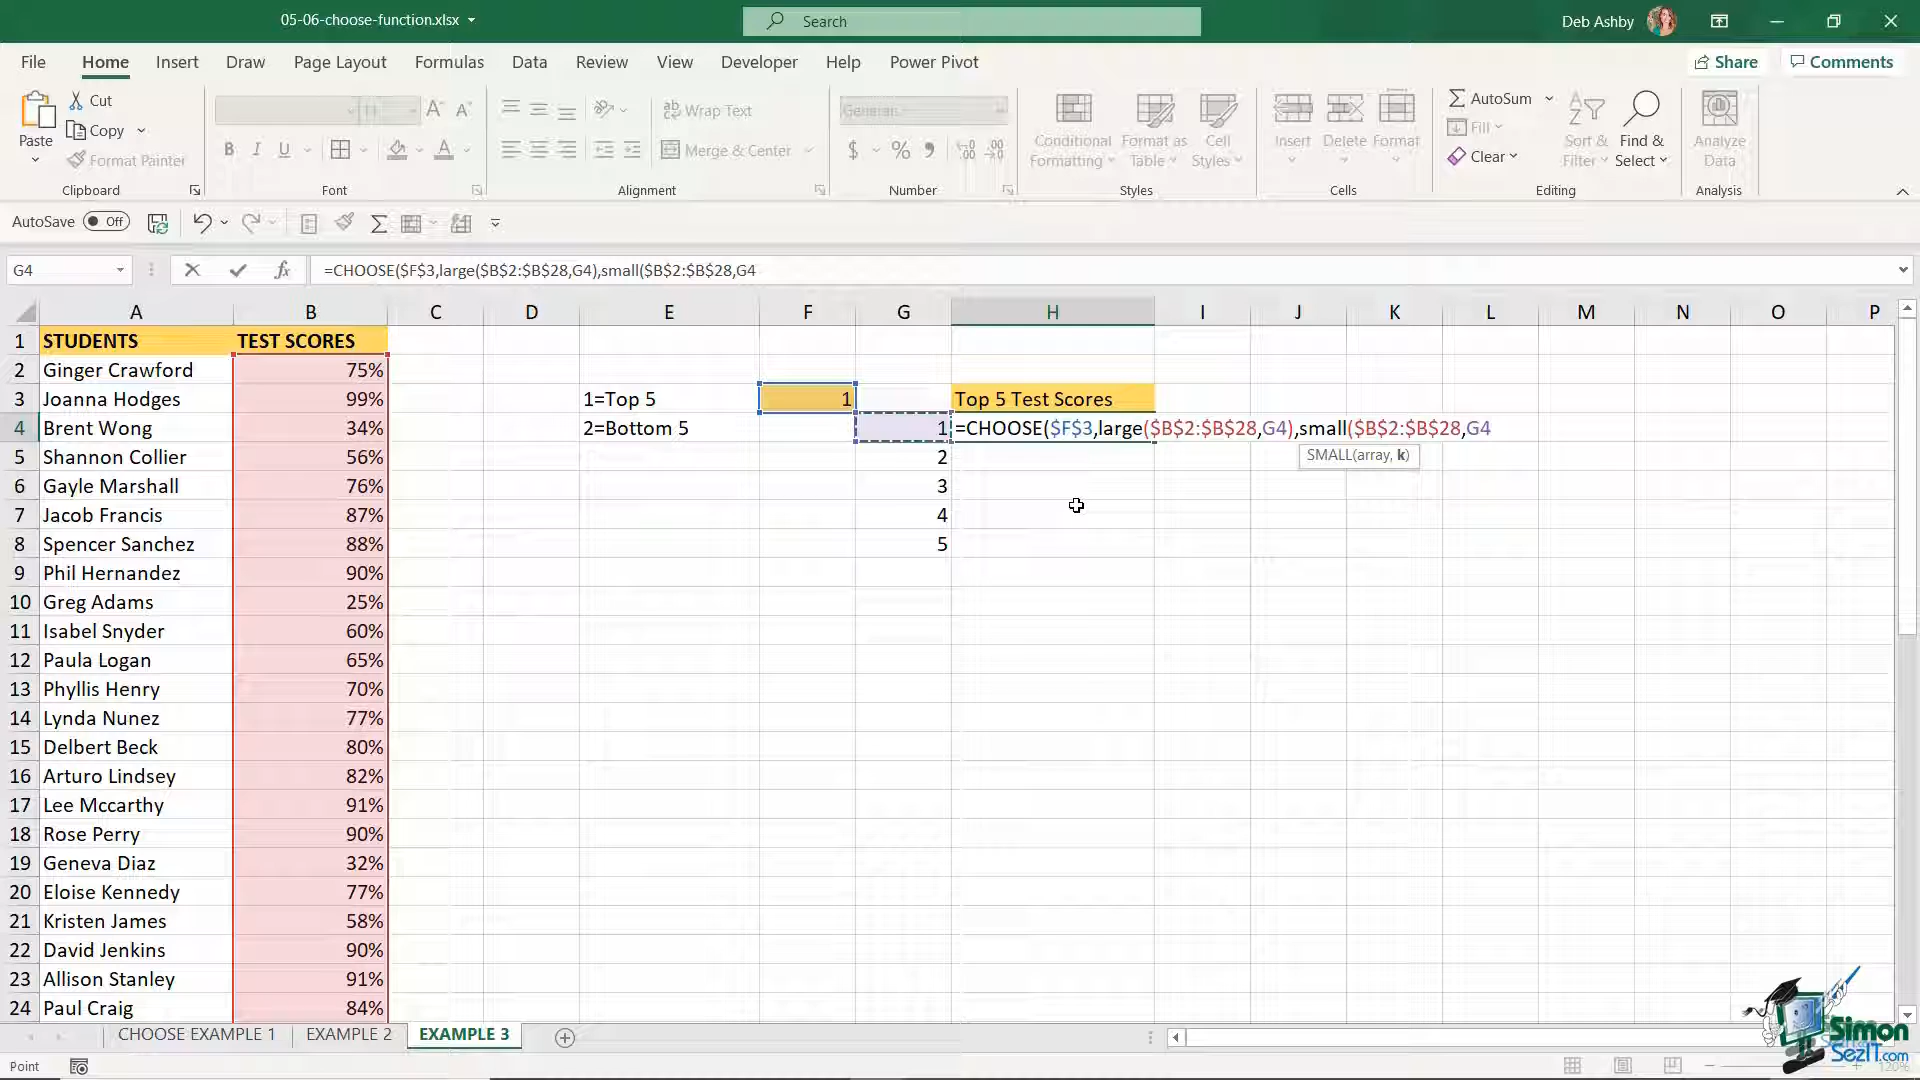 05-06-choose-function.xlsx
Search
Deb Ashby
File Home Insert Draw Page Layout Formulas Data Review View Developer Help Power Pivot
Share Comments
Paste
Cut
Copy
Format Painter
Clipboard
11
Font
Wrap Text
Merge & Center
Alignment
General
Number
Conditional Formatting
Format as Table
Cell Styles
Styles
Insert Delete Format
Cells
AutoSum
Fill
Clear
Sort & Filter
Find & Select
Editing
Analyze Data
Analysis
AutoSave Off
G4 =CHOOSE($F$3,large($B$2:$B$28,G4),small($B$2:$B$28,G4
A B C D E F G H I J K L M N O P
1 STUDENTS TEST SCORES
2 Ginger Crawford 75%
3 Joanna Hodges 99% 1=Top 5 1 Top 5 Test Scores
4 Brent Wong 34% 2=Bottom 5 1 =CHOOSE($F$3,large($B$2:$B$28,G4),small($B$2:$B$28,G4
5 Shannon Collier 56% 2 SMALL(array, k)
6 Gayle Marshall 76% 3
7 Jacob Francis 87% 4
8 Spencer Sanchez 88% 5
9 Phil Hernandez 90%
10 Greg Adams 25%
11 Isabel Snyder 60%
12 Paula Logan 65%
13 Phyllis Henry 70%
14 Lynda Nunez 77%
15 Delbert Beck 80%
16 Arturo Lindsey 82%
17 Lee Mccarthy 91%
18 Rose Perry 90%
19 Geneva Diaz 32%
20 Eloise Kennedy 77%
21 Kristen James 58%
22 David Jenkins 90%
23 Allison Stanley 91%
24 Paul Craig 84%
CHOOSE EXAMPLE 1 EXAMPLE 2 EXAMPLE 3
Simon
SezIT.com
Point
120%